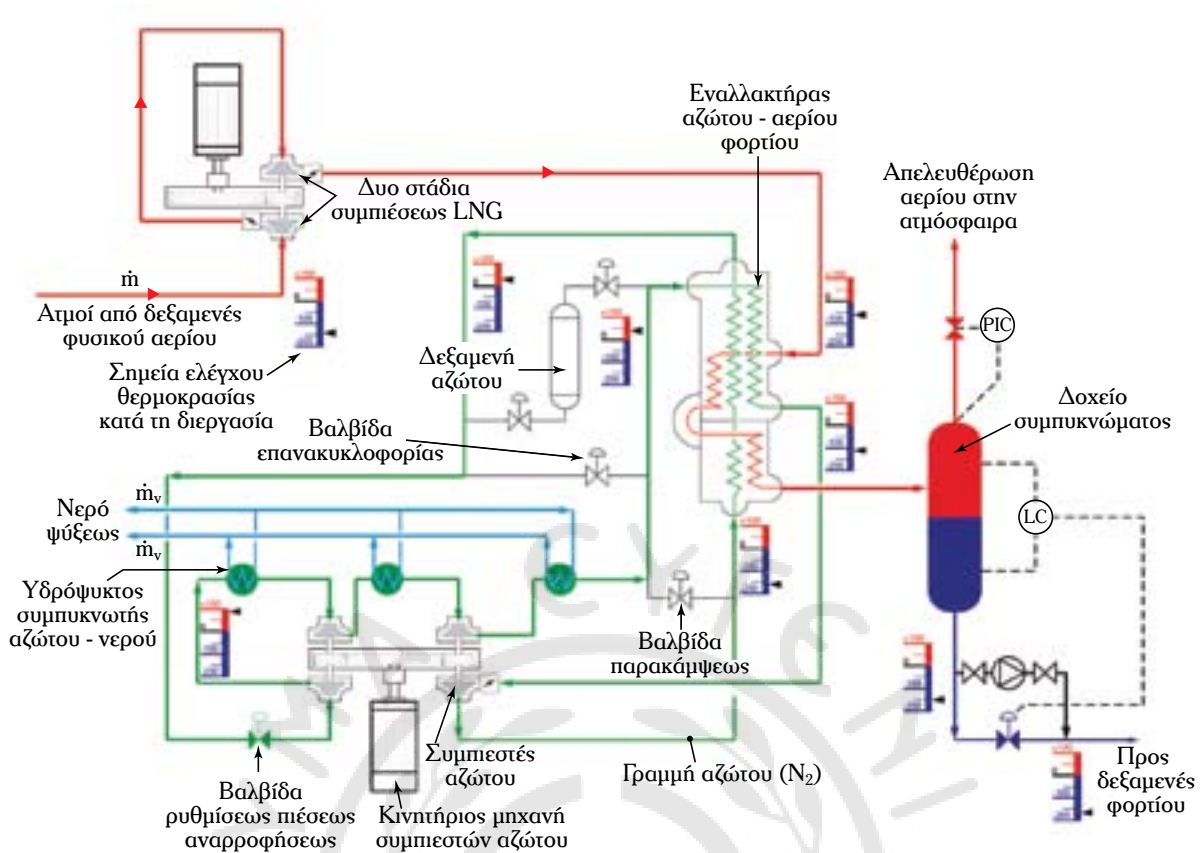 Εναλλακτήρας
αζώτου - αερίου
φορτίου
Δυο στάδια
συμπιέσεως LNG
Απελευθέρωση
αερίου στην
ατμόσφαιρα
ṁ
Ατμοί από δεξαμενές
φυσικού αερίου
PIC
Σημεία ελέγχου
θερμοκρασίας
κατά τη διεργασία
Δεξαμενή
αζώτου
Δοχείο
συμπυκνώματος
Βαλβίδα
επανακυκλοφορίας
ṁᵥ
Νερό
ψύξεως
ṁᵥ
LC
Υδρόψυκτος
συμπυκνωτής
αζώτου - νερού
Βαλβίδα
παρακάμψεως
Συμπιεστές
αζώτου
Γραμμή αζώτου (N₂)
Προς
δεξαμενές
φορτίου
Βαλβίδα
ρυθμίσεως πιέσεως
αναρροφήσεως
Κινητήριος μηχανή
συμπιεστών αζώτου